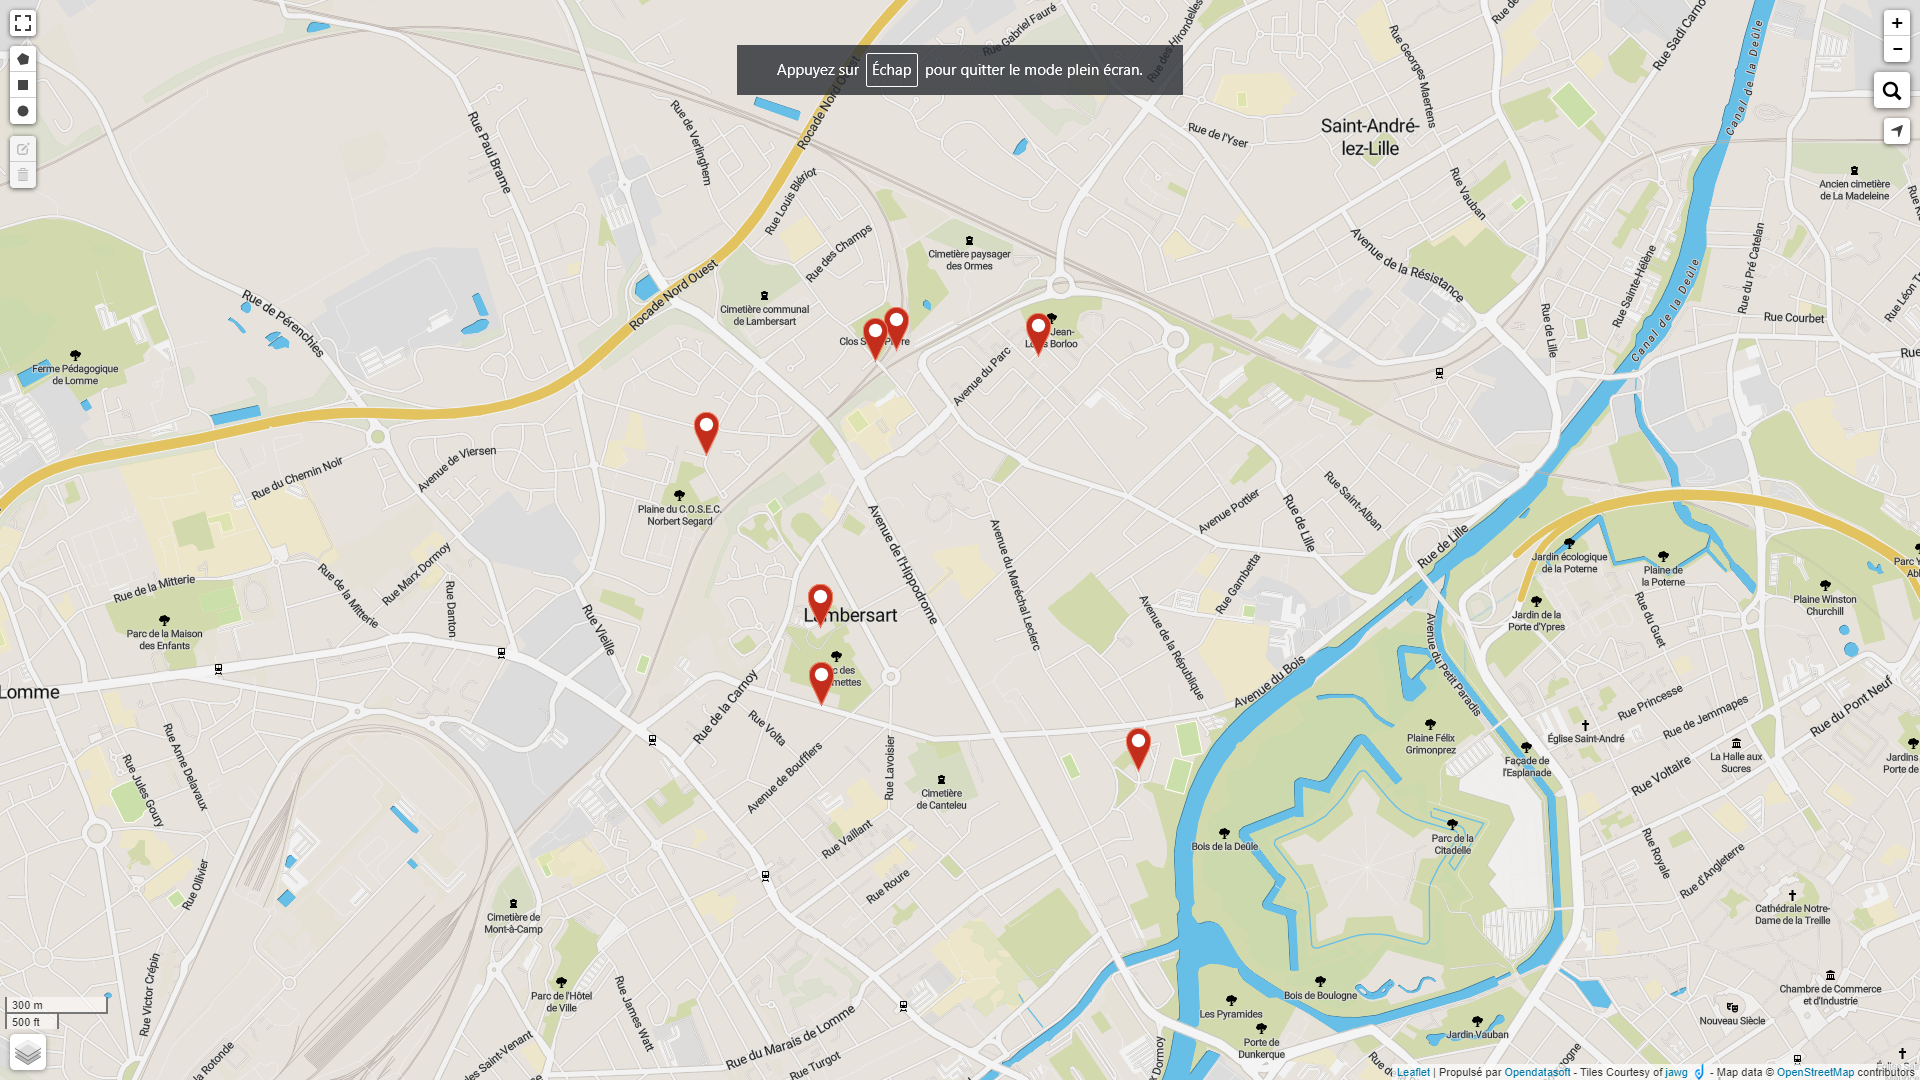 Appuyez sur Échap pour quitter le mode plein écran.
+
−
Rue Gabriel Fauré
Rue des Hirondelles
Rue Georges Maertens
Rue Sadi Carnot
Canal de la Deûle
Rue Paul Brame
Rue de Verlinghem
Rocade Nord Ouest
Rue de l'Yser
Saint-André-
lez-Lille
Rue Vauban
Ancien cimetière
de La Madeleine
Rue Louis Blériot
Rue des Champs
Cimetière paysager
des Ormes
Avenue de la Résistance
Rue Sainte-Hélène
Rue du Pré Catelan
Rue de Pérenchies
Rocade Nord Ouest
Cimetière communal
de Lambersart
Jean-
Borloo
Rue de Lille
Canal de la Deûle
Rue Courbet
Ferme Pédagogique
de Lomme
Avenue du Parc
Rue du Chemin Noir
Avenue de Viersen
Plaine du C.O.S.E.C.
Norbert Segard
Avenue de l'Hippodrome
Avenue du Maréchal Leclerc
Avenue Pottier
Rue de Lille
Rue Saint-Alban
Rue de Lille
Jardin écologique
de la Poterne
Plaine de
la Poterne
Plaine Winston
Churchill
Rue de la Mitterie
Rue de la Mitterie
Rue Marx Dormoy
Rue Danton
Rue Vieille
Lambersart
Rue Gambetta
Avenue de la République
Jardin de la
Porte d'Ypres
Rue du Guet
Parc de la Maison
des Enfants
Avenue du Petit Paradis
Lomme
Rue de la Carnoy
Avenue du Bois
Rue Princesse
Rue de Jemmapes
Rue du Pont Neuf
Rue Volta
Avenue de Boufflers
Rue Lavoisier
Plaine Félix
Grimonprez
Église Saint-André
Façade de
l'Esplanade
La Halle aux
Sucres
Jardins
Porte de
Rue Anne Delavaux
Rue Jules Goury
Cimetière
de Canteleu
Rue Voltaire
Rue Vaillant
Bois de la Deûle
Parc de la
Citadelle
Rue Royale
Rue d'Angleterre
Rue Ollivier
Rue Roure
Cimetière de
Mont-à-Camp
Cathédrale Notre-
Dame de la Treille
Rue Victor Crépin
Parc de l'Hôtel
de Ville
Rue James Watt
Bois de Boulogne
Les Pyramides
Chambre de Commerce
et d'Industrie
Nouveau Siècle
Porte de
Dunkerque
Jardin Vauban
Rue du Marais de Lomme
Rue Turgot
300 m
500 ft
Leaflet | Propulsé par Opendatasoft - Tiles Courtesy of jawg - Map data © OpenStreetMap contributors